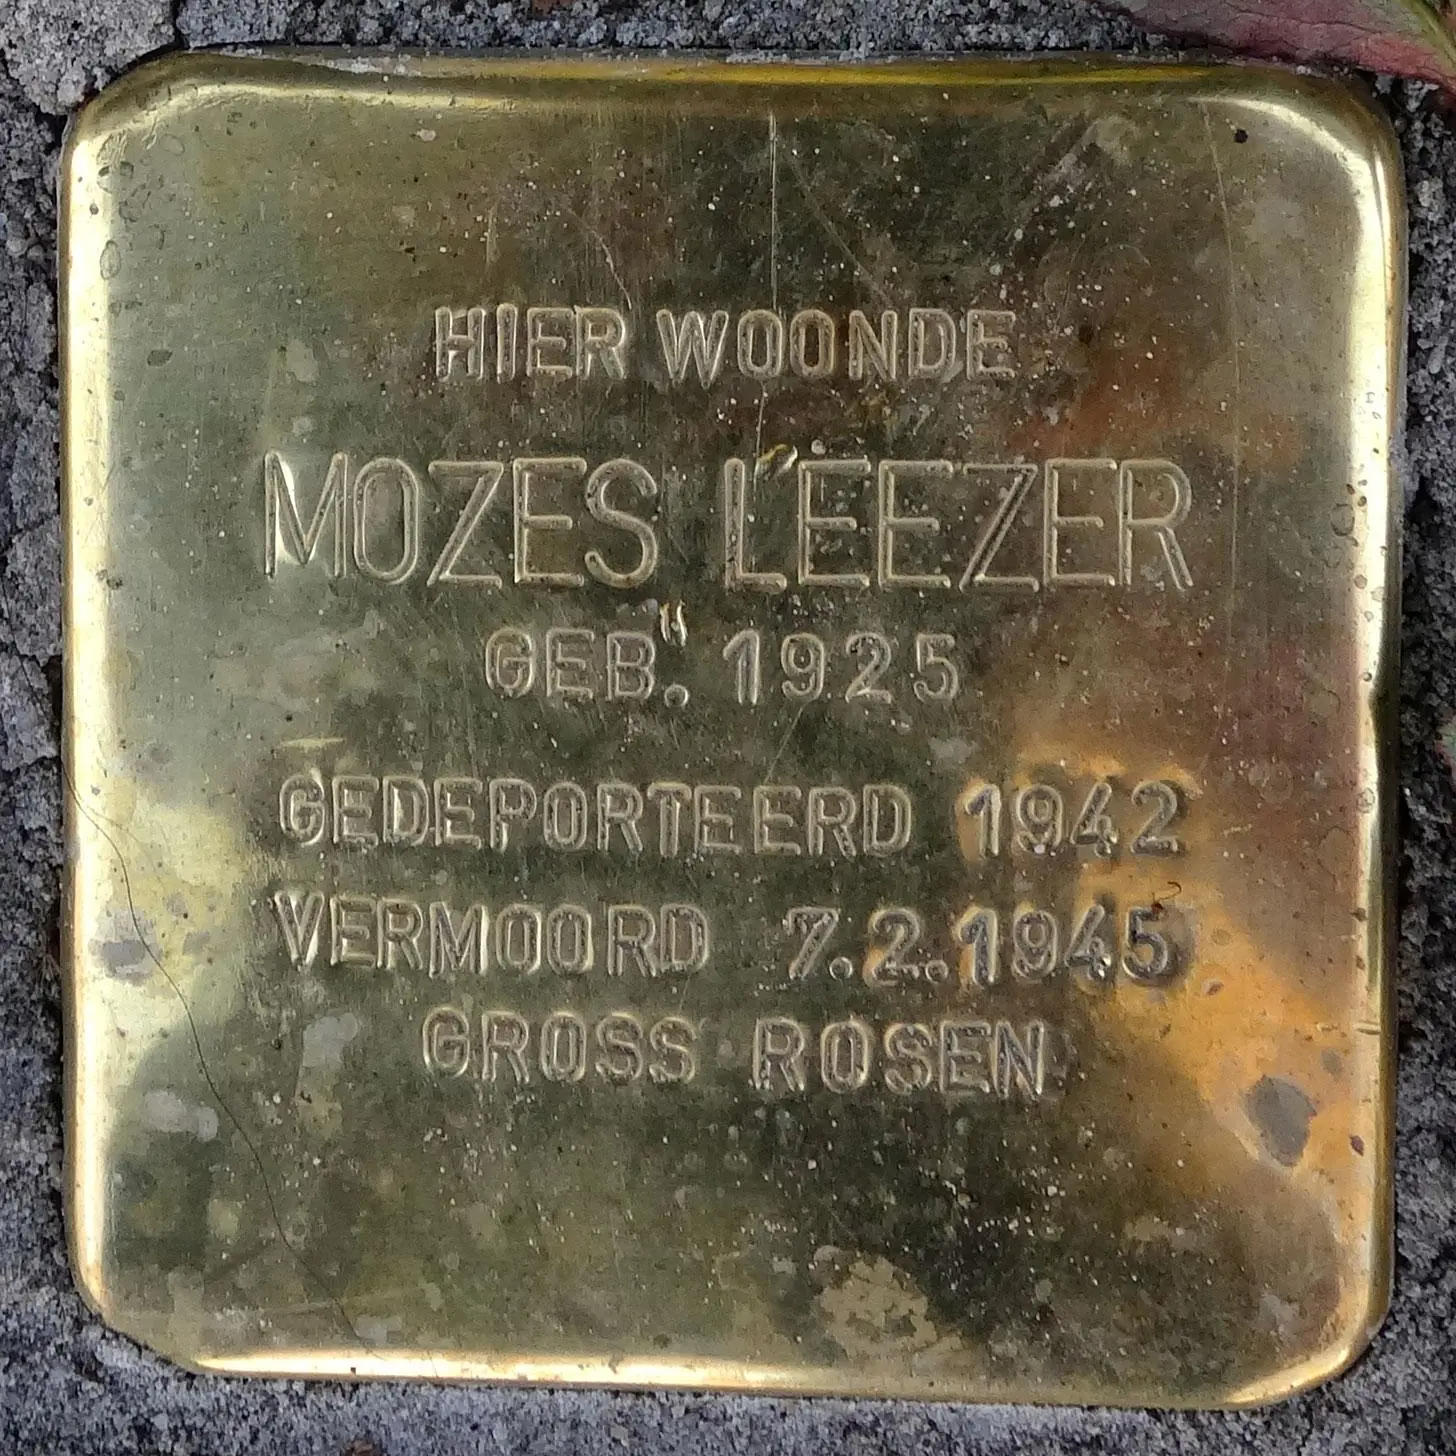 HIER WOONDE
MOZES LEEZER
GEB. 1925
GEDEPORTEERD 1942
VERMOORD 7.2.1945
GROSS ROSEN